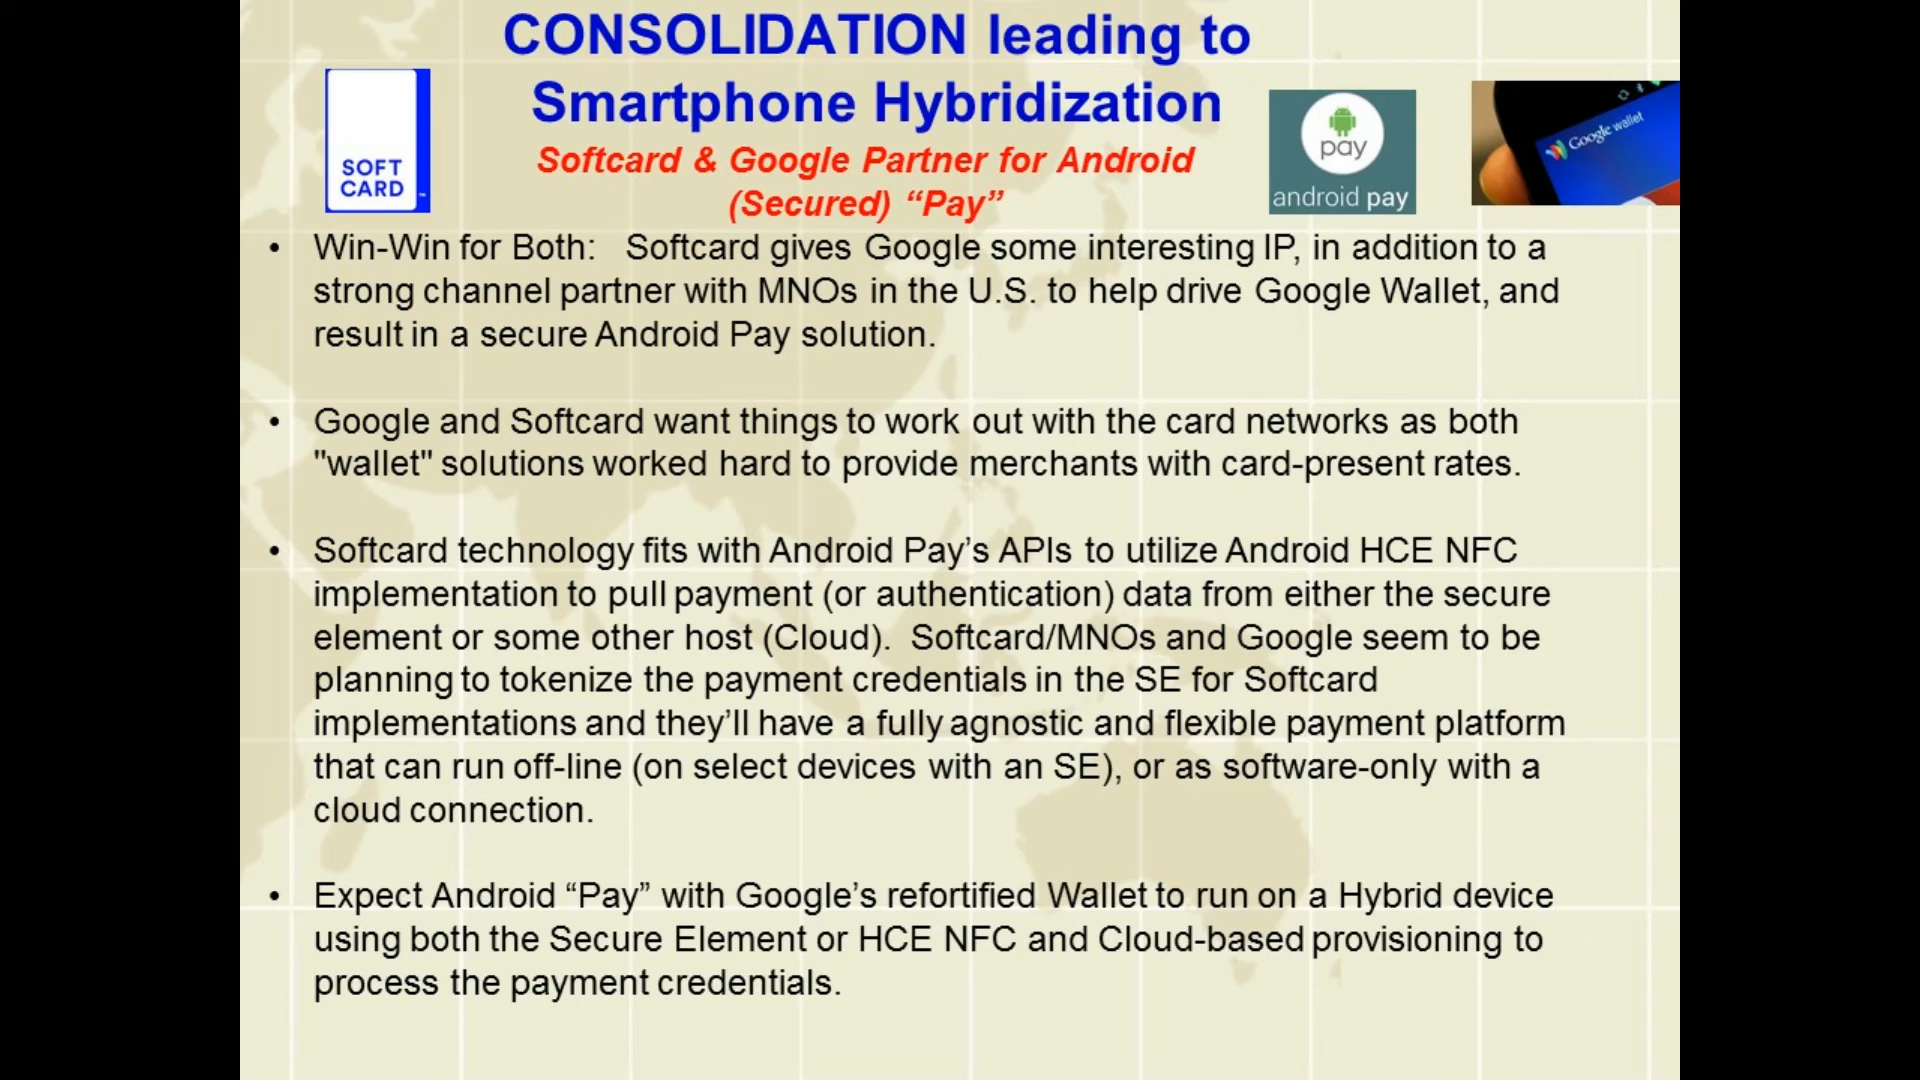 CONSOLIDATION leading to
Smartphone Hybridization
SOFT
CARD
Softcard & Google Partner for Android
(Secured) “Pay”
pay
android pay
Google wallet
• Win-Win for Both: Softcard gives Google some interesting IP, in addition to a
strong channel partner with MNOs in the U.S. to help drive Google Wallet, and
result in a secure Android Pay solution.
• Google and Softcard want things to work out with the card networks as both
"wallet" solutions worked hard to provide merchants with card-present rates.
• Softcard technology fits with Android Pay’s APIs to utilize Android HCE NFC
implementation to pull payment (or authentication) data from either the secure
element or some other host (Cloud). Softcard/MNOs and Google seem to be
planning to tokenize the payment credentials in the SE for Softcard
implementations and they’ll have a fully agnostic and flexible payment platform
that can run off-line (on select devices with an SE), or as software-only with a
cloud connection.
• Expect Android “Pay” with Google’s refortified Wallet to run on a Hybrid device
using both the Secure Element or HCE NFC and Cloud-based provisioning to
process the payment credentials.